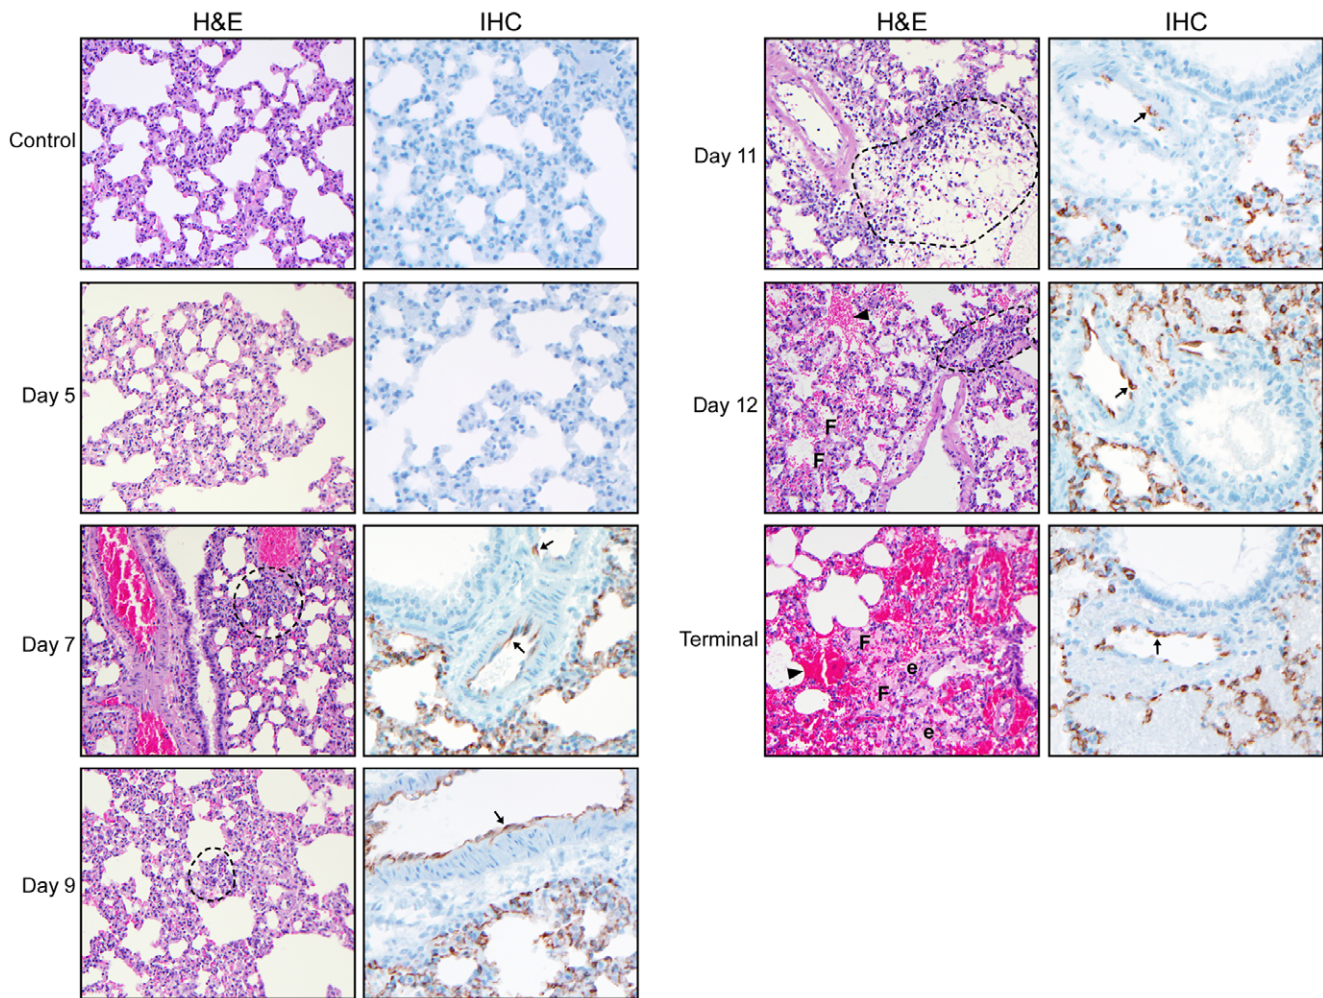 H&E IHC
Control
Day 5
Day 7
Day 9
H&E IHC
Day 11
Day 12
F
F
Terminal
F
e
F
e